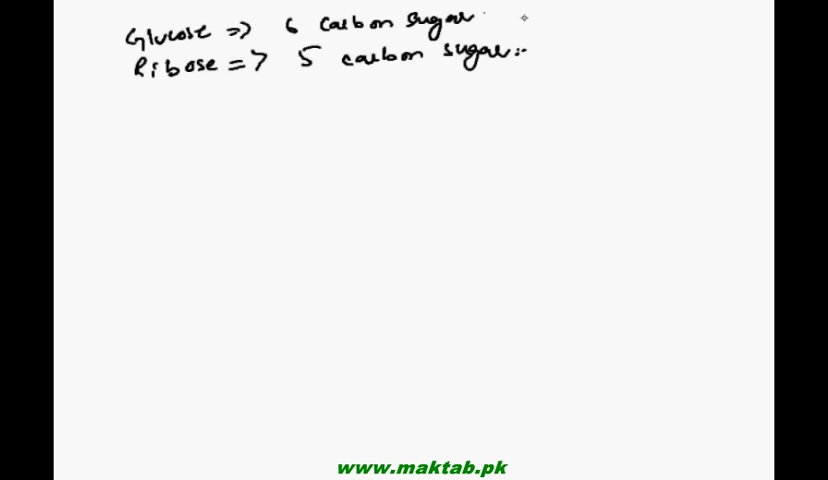 Glucose => 6 Carbon sugar.
Ribose => 5 carbon sugar:-
www.maktab.pk